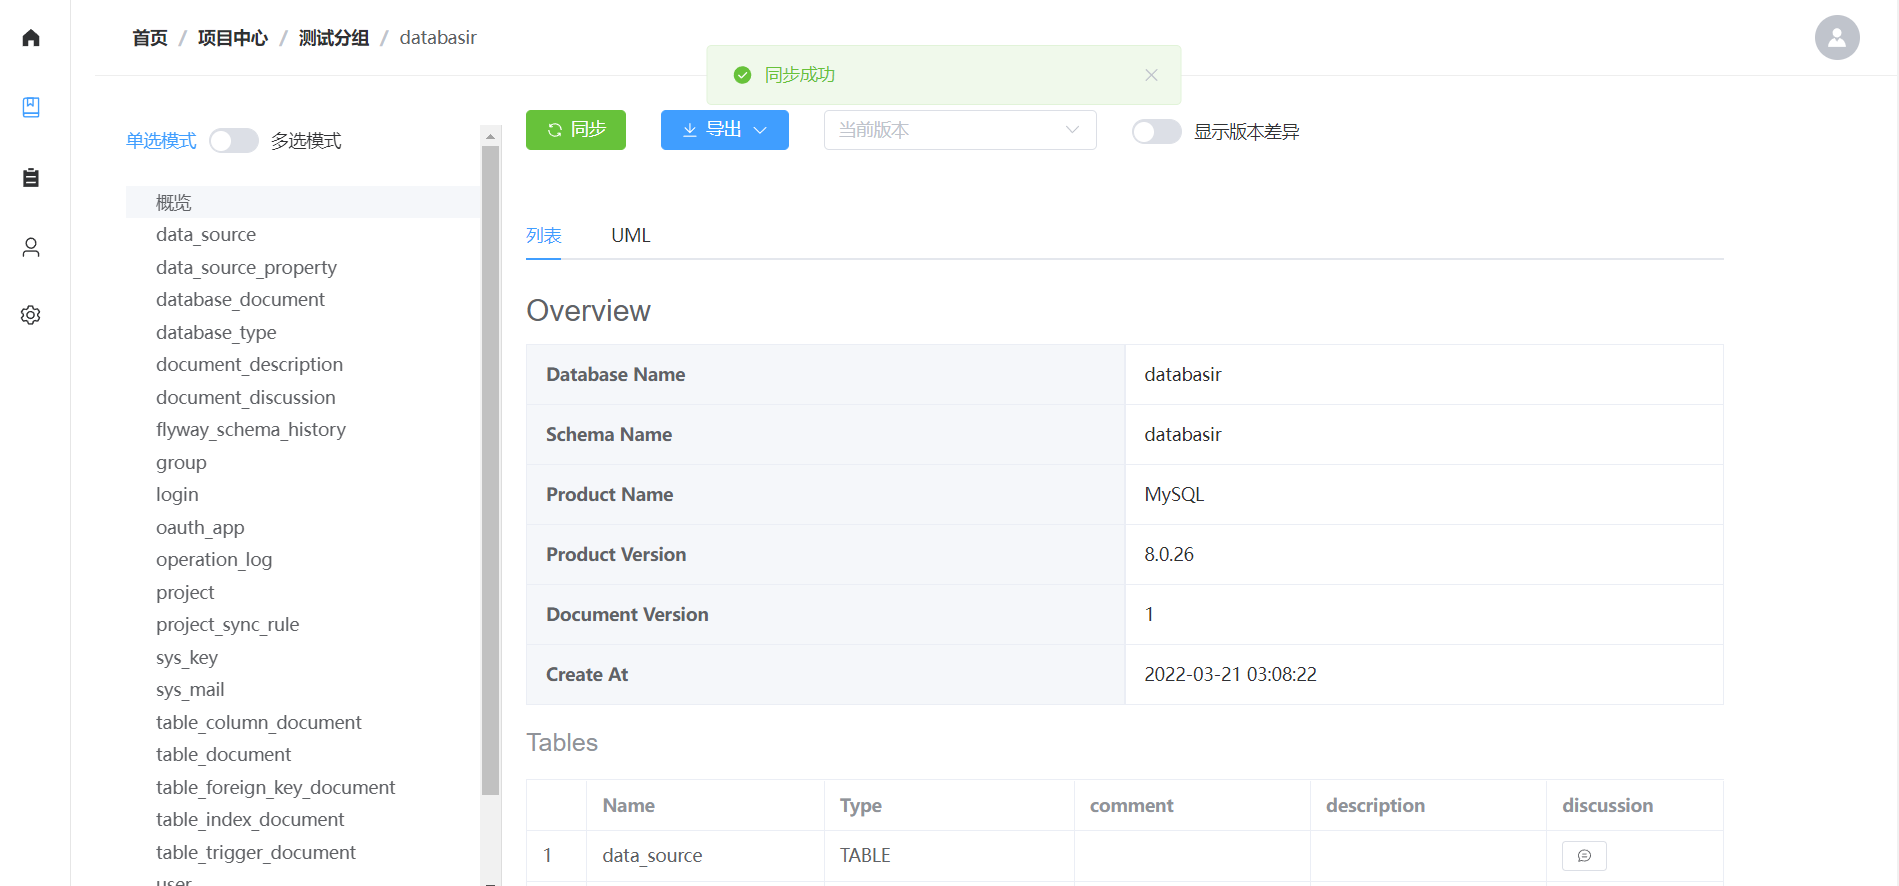 首页 / 项目中心 / 测试分组 / databasir
同步成功
单选模式 多选模式
概览
data_source
data_source_property
database_document
database_type
document_description
document_discussion
flyway_schema_history
group
login
oauth_app
operation_log
project
project_sync_rule
sys_key
sys_mail
table_column_document
table_document
table_foreign_key_document
table_index_document
table_trigger_document
user
同步 导出 当前版本 显示版本差异
列表 UML
Overview
Database Name databasir
Schema Name databasir
Product Name MySQL
Product Version 8.0.26
Document Version 1
Create At 2022-03-21 03:08:22
Tables
Name Type comment description discussion
1 data_source TABLE